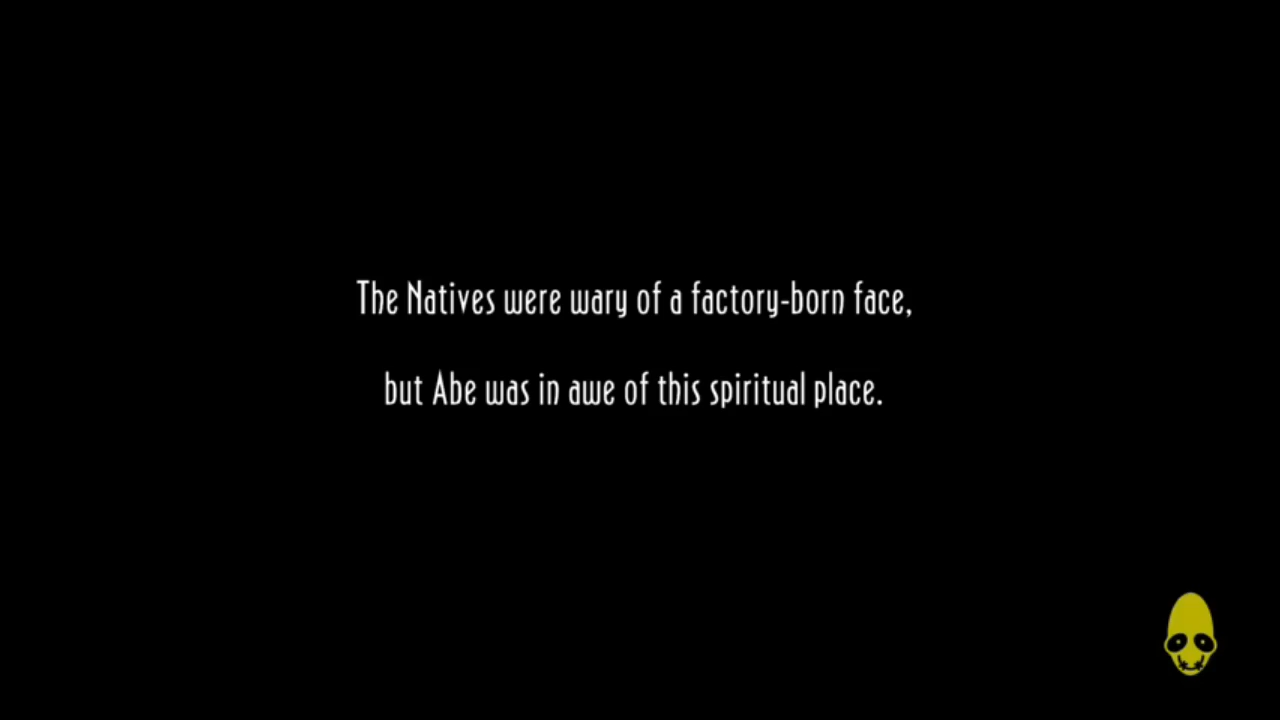 The Natives were wary of a factory-born face,
but Abe was in awe of this spiritual place.